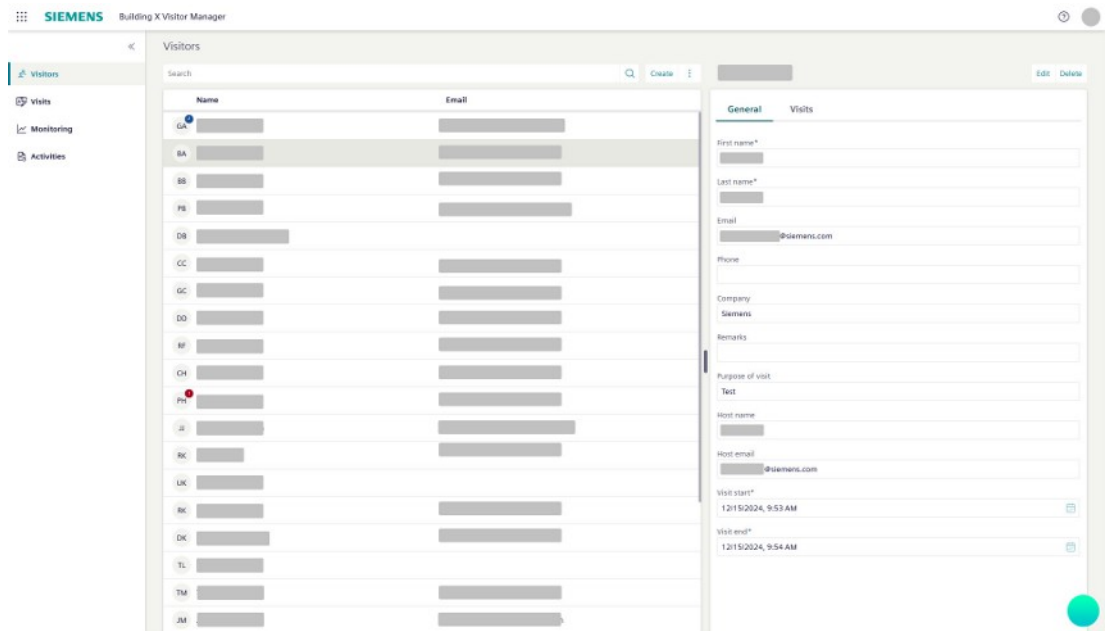 SIEMENS Building X Visitor Manager
Visitors
Visits
Monitoring
Activities
Visitors
Search
Create
Name Email
GA
BA
BB
PB
DB
CC
GC
DO
RF
CH
PH
JJ
RK
UK
RK
DK
TL
TM
JM
Edit Delete
General Visits
First name*
Last name*
Email
@siemens.com
Phone
Company
Siemens
Remarks
Purpose of visit
Test
Host name
Host email
@siemens.com
Visit start*
12/15/2024, 9:53 AM
Visit end*
12/15/2024, 9:54 AM